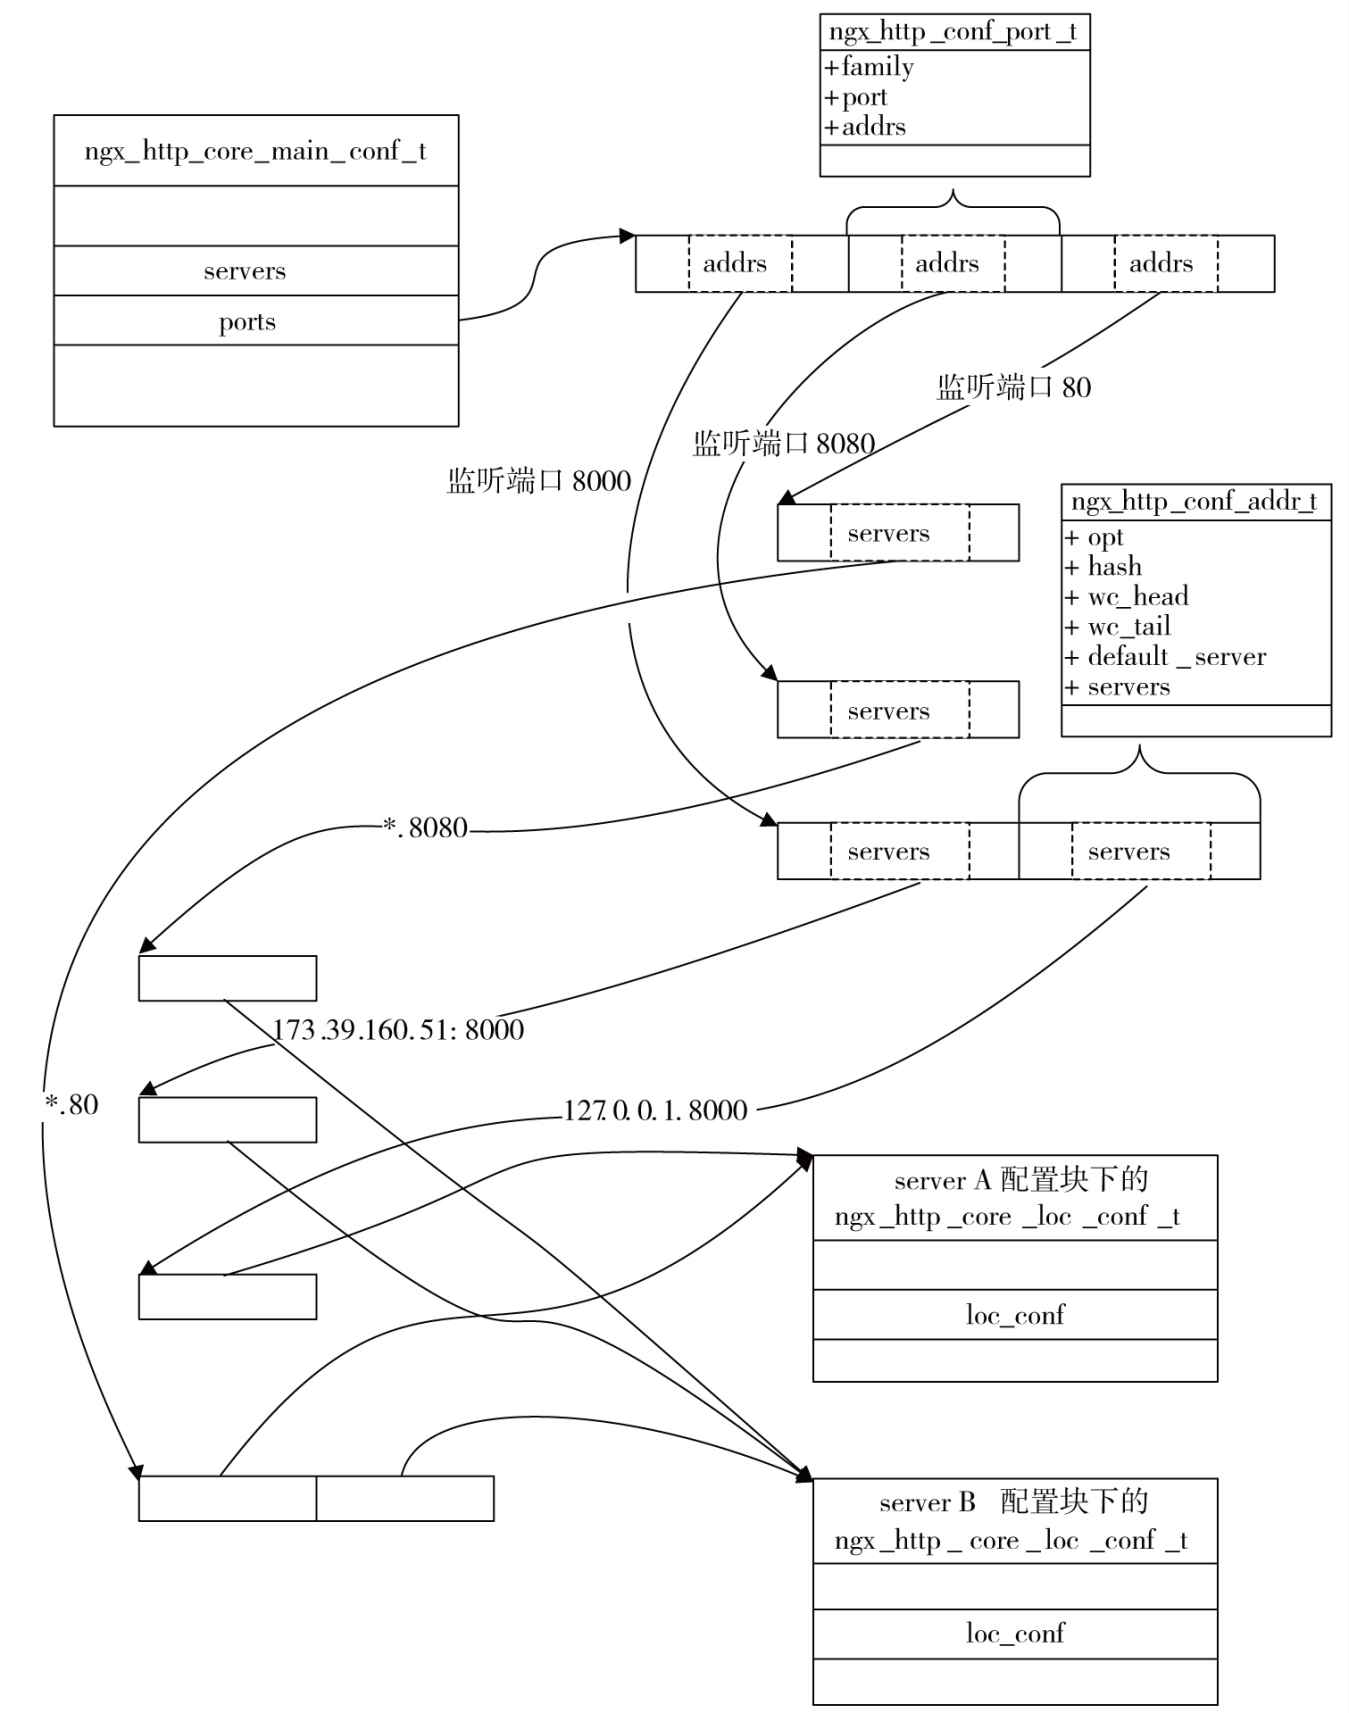 ngx_http_conf_port_t
+family
+port
+addrs
ngx_http_core_main_conf_t
servers
ports
addrs
addrs
addrs
监听端口 80
监听端口 8080
监听端口 8000
servers
ngx_http_conf_addr_t
+ opt
+ hash
+ wc_head
+ wc_tail
+ default_server
+ servers
servers
*.8080
servers
servers
173.39.160.51: 8000
*.80
127.0.0.1.8000
server A 配置块下的
ngx_http_core_loc_conf_t
loc_conf
server B 配置块下的
ngx_http_core_loc_conf_t
loc_conf